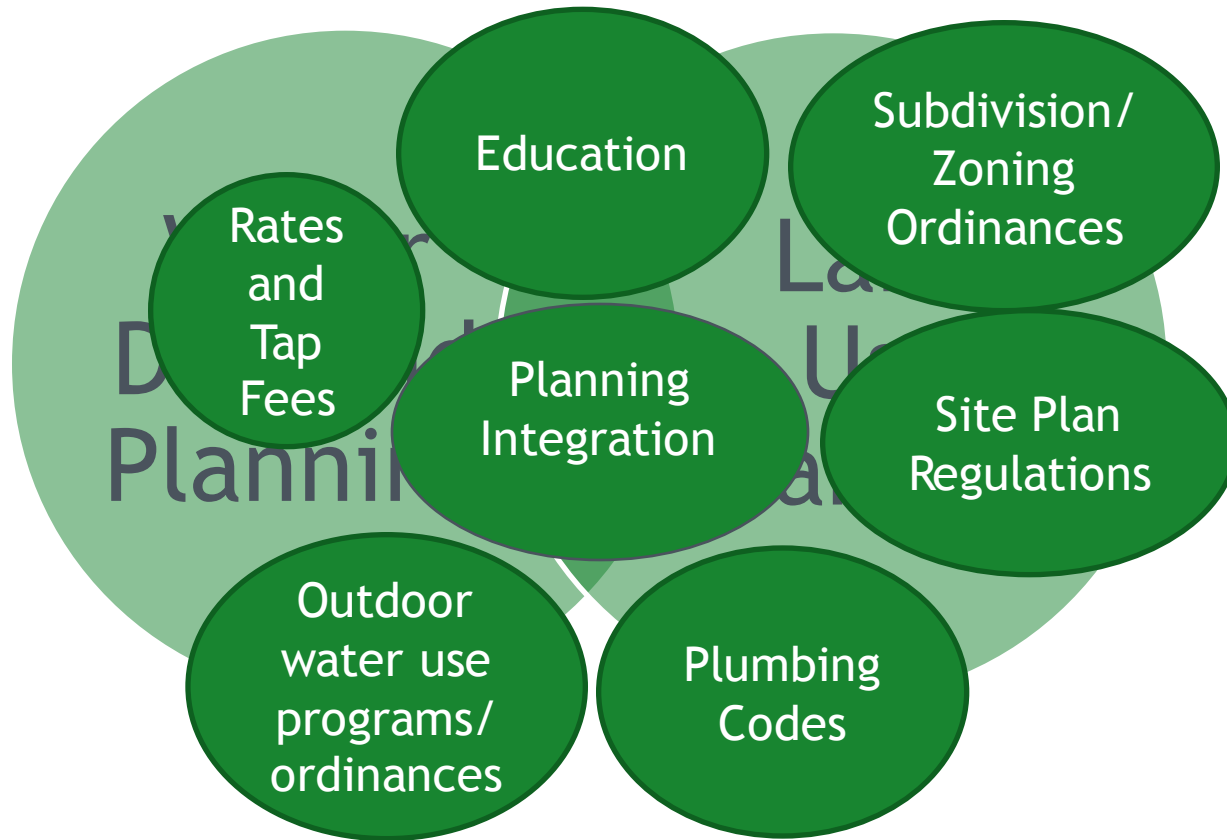 Education
Subdivision/
Zoning
Ordinances
Rates
and
Tap
Fees
Planning
Integration
Site Plan
Regulations
Outdoor
water use
programs/
ordinances
Plumbing
Codes